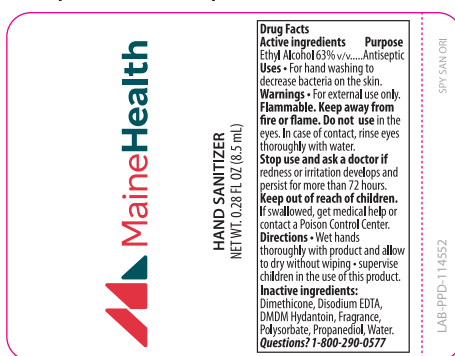 MaineHealth
HAND SANITIZER
NET WT. 0.28 FL OZ (8.5 mL)
Drug Facts
Active ingredients Purpose
Ethyl Alcohol 63% v/v.....Antiseptic
Uses • For hand washing to
decrease bacteria on the skin.
Warnings • For external use only.
Flammable. Keep away from
fire or flame. Do not use in the
eyes. In case of contact, rinse eyes
thoroughly with water.
Stop use and ask a doctor if
redness or irritation develops and
persist for more than 72 hours.
Keep out of reach of children.
If swallowed, get medical help or
contact a Poison Control Center.
Directions • Wet hands
thoroughly with product and allow
to dry without wiping • supervise
children in the use of this product.
Inactive ingredients:
Dimethicone, Disodium EDTA,
DMDM Hydantoin, Fragrance,
Polysorbate, Propanediol, Water.
Questions? 1-800-290-0577
LAB-PPD-114552
SPY SAN ORI